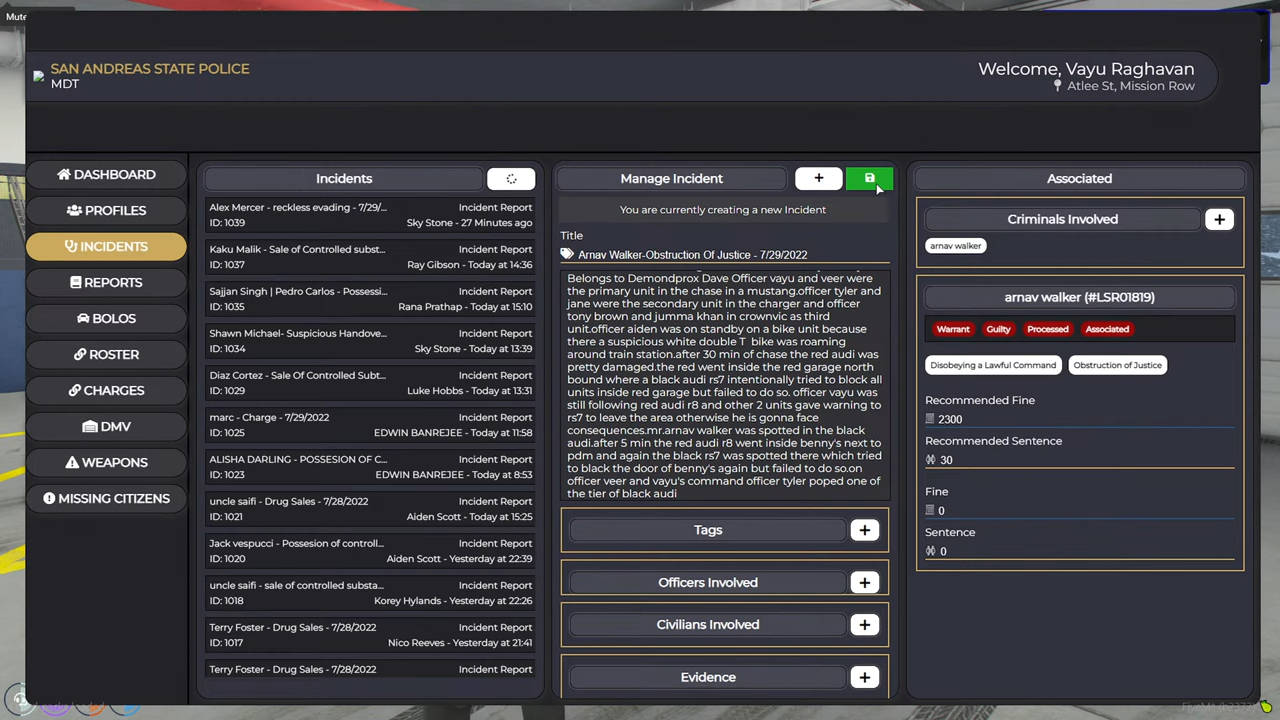 Mute
SAN ANDREAS STATE POLICE
MDT
Welcome, Vayu Raghavan
Atlee St, Mission Row
DASHBOARD
PROFILES
INCIDENTS
REPORTS
BOLOS
ROSTER
CHARGES
DMV
WEAPONS
MISSING CITIZENS
Incidents
Alex Mercer - reckless evading - 7/29/... Incident Report
ID: 1039 Sky Stone - 27 Minutes ago
Kaku Malik - Sale of Controlled subst... Incident Report
ID: 1037 Ray Gibson - Today at 14:36
Sajjan Singh | Pedro Carlos - Possessi... Incident Report
ID: 1035 Rana Prathap - Today at 15:10
Shawn Michael- Suspicious Handove... Incident Report
ID: 1034 Sky Stone - Today at 13:39
Diaz Cortez - Sale Of Controlled Subt... Incident Report
ID: 1029 Luke Hobbs - Today at 13:31
marc - Charge - 7/29/2022 Incident Report
ID: 1025 EDWIN BANREJEE - Today at 11:58
ALISHA DARLING - POSSESION OF C... Incident Report
ID: 1023 EDWIN BANREJEE - Today at 8:53
uncle saifi - Drug Sales - 7/28/2022 Incident Report
ID: 1021 Aiden Scott - Today at 15:25
Jack vespucci - Possesion of controll... Incident Report
ID: 1020 Aiden Scott - Yesterday at 22:39
uncle saifi - sale of controlled substa... Incident Report
ID: 1018 Korey Hylands - Yesterday at 22:26
Terry Foster - Drug Sales - 7/28/2022 Incident Report
ID: 1017 Nico Reeves - Yesterday at 21:41
Terry Foster - Drug Sales - 7/28/2022 Incident Report
Manage Incident
You are currently creating a new Incident
Title
Arnav Walker-Obstruction Of Justice - 7/29/2022
Belongs to Demondprox Dave Officer vayu and veer were
the primary unit in the chase in a mustang.officer tyler and
jane were the secondary unit in the charger and officer
tony brown and jumma khan in crownvic as third
unit.officer aiden was on standby on a bike unit because
there a suspicious white double T bike was roaming
around train station.after 30 min of chase the red audi was
pretty damaged.the red went inside the red garage north
bound where a black audi rs7 intentionally tried to block all
units inside red garage but failed to do so. officer vayu was
still following red audi r8 and other 2 units gave warning to
rs7 to leave the area otherwise he is gonna face
consequences.mr.arnav walker was spotted in the black
audi.after 5 min the red audi r8 went inside benny's next to
pdm and again the black rs7 was spotted there which tried
to black the door of benny's again but failed to do so.on
officer veer and vayu's command officer tyler poped one of
the tier of black audi
Tags
Officers Involved
Civilians Involved
Evidence
Associated
Criminals Involved
arnav walker
arnav walker (#LSR01819)
Warrant Guilty Processed Associated
Disobeying a Lawful Command Obstruction of Justice
Recommended Fine
2300
Recommended Sentence
30
Fine
0
Sentence
0